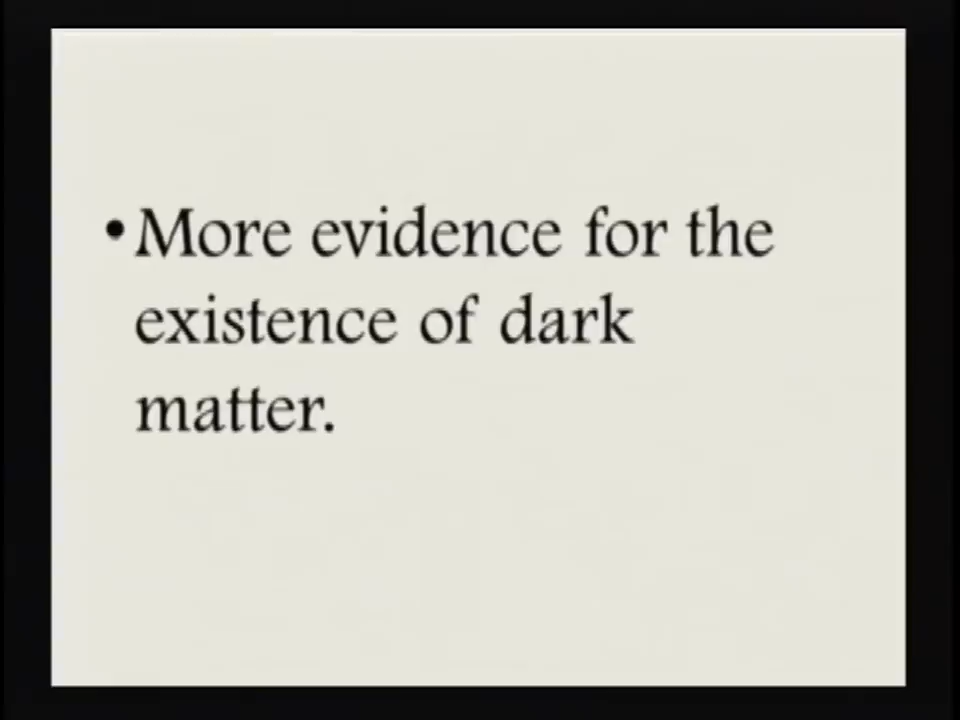 •More evidence for the
existence of dark
matter.